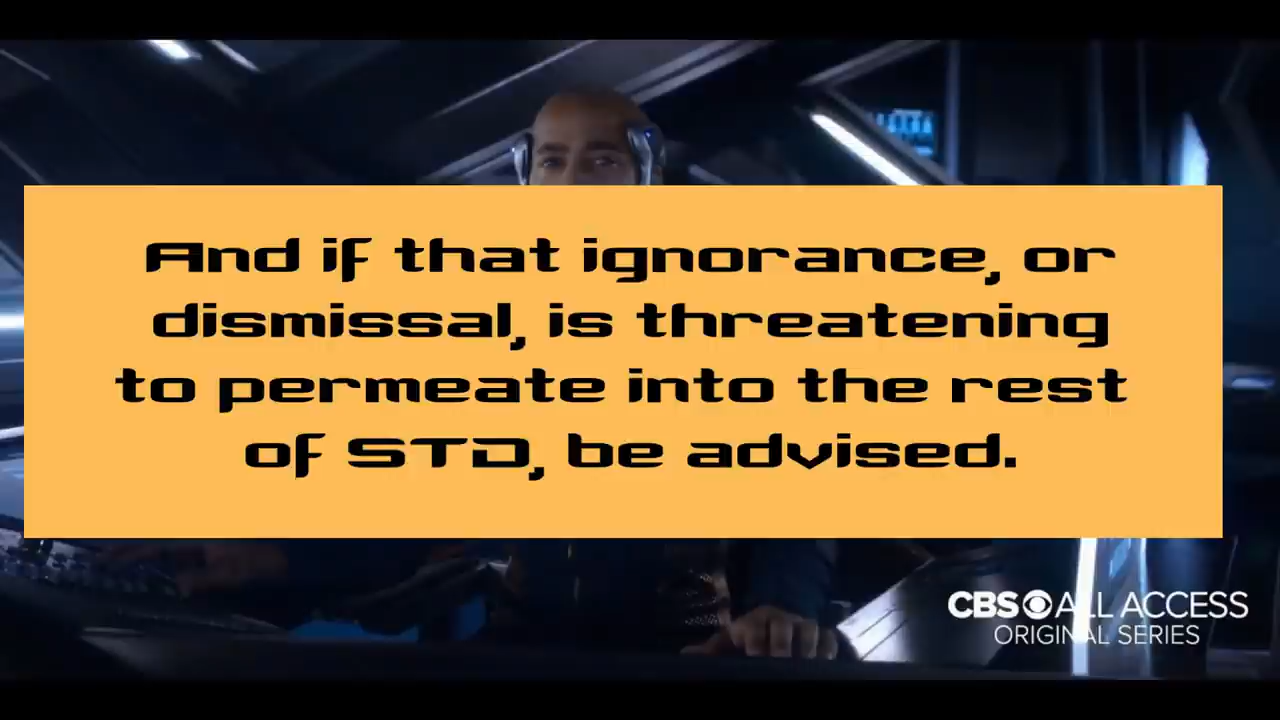 And if that ignorance, or
dismissal, is threatening
to permeate into the rest
of STD, be advised.
CBS ALL ACCESS
ORIGINAL SERIES